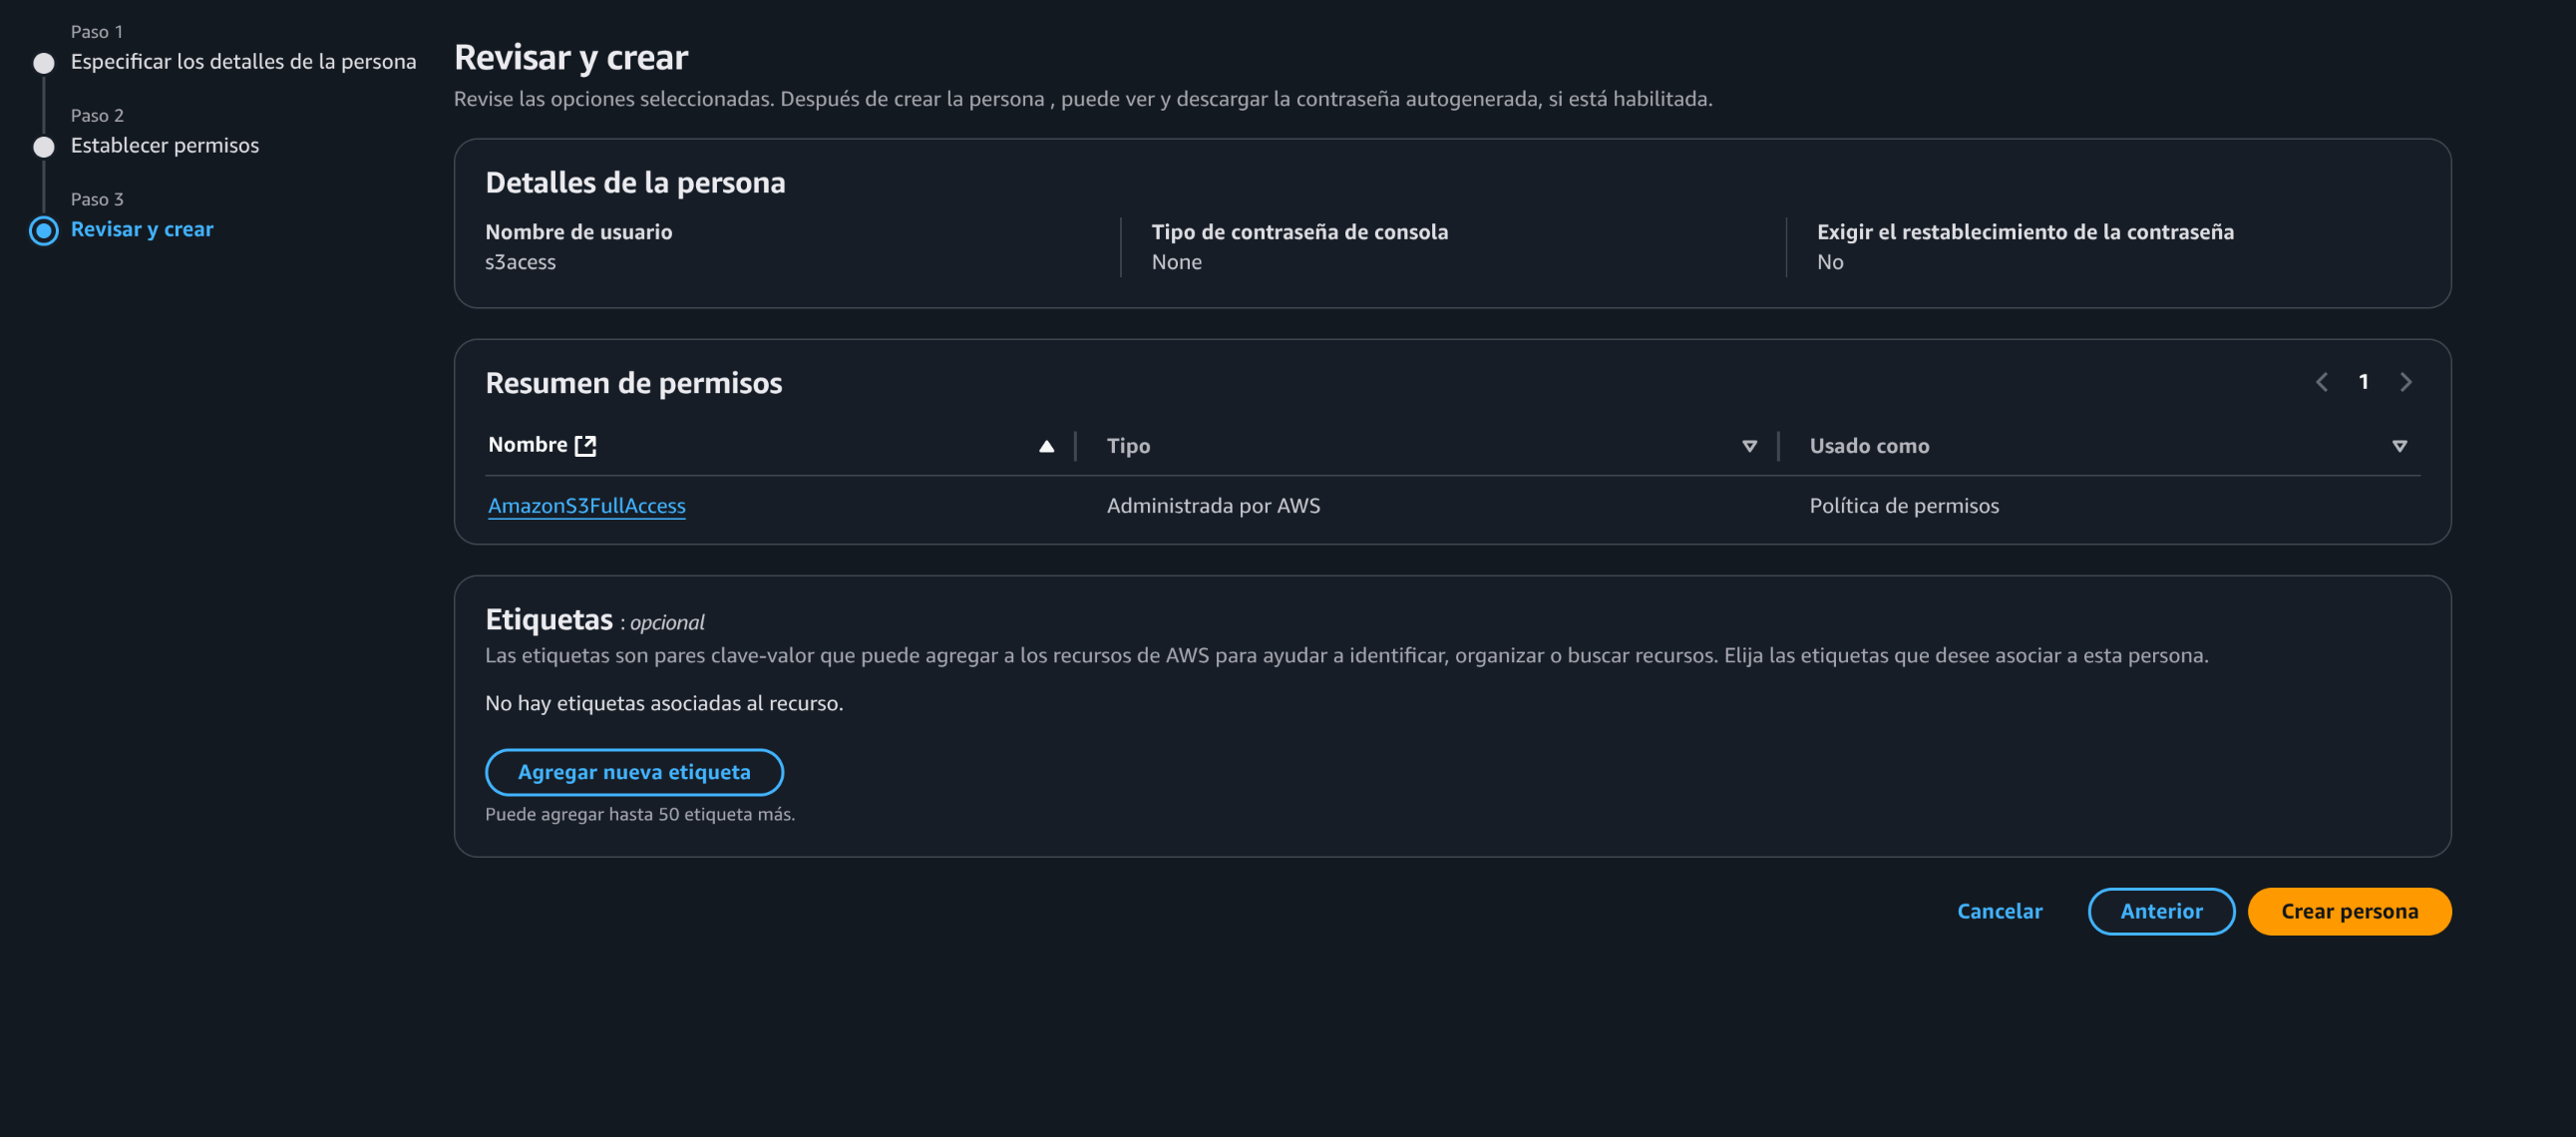 Paso 1
Especificar los detalles de la persona
Paso 2
Establecer permisos
Paso 3
Revisar y crear
Revisar y crear
Revise las opciones seleccionadas. Después de crear la persona , puede ver y descargar la contraseña autogenerada, si está habilitada.
Detalles de la persona
Nombre de usuario
s3acess
Tipo de contraseña de consola
None
Exigir el restablecimiento de la contraseña
No
Resumen de permisos
1
Nombre Tipo Usado como
AmazonS3FullAccess Administrada por AWS Política de permisos
Etiquetas : opcional
Las etiquetas son pares clave-valor que puede agregar a los recursos de AWS para ayudar a identificar, organizar o buscar recursos. Elija las etiquetas que desee asociar a esta persona.
No hay etiquetas asociadas al recurso.
Agregar nueva etiqueta
Puede agregar hasta 50 etiqueta más.
Cancelar Anterior Crear persona